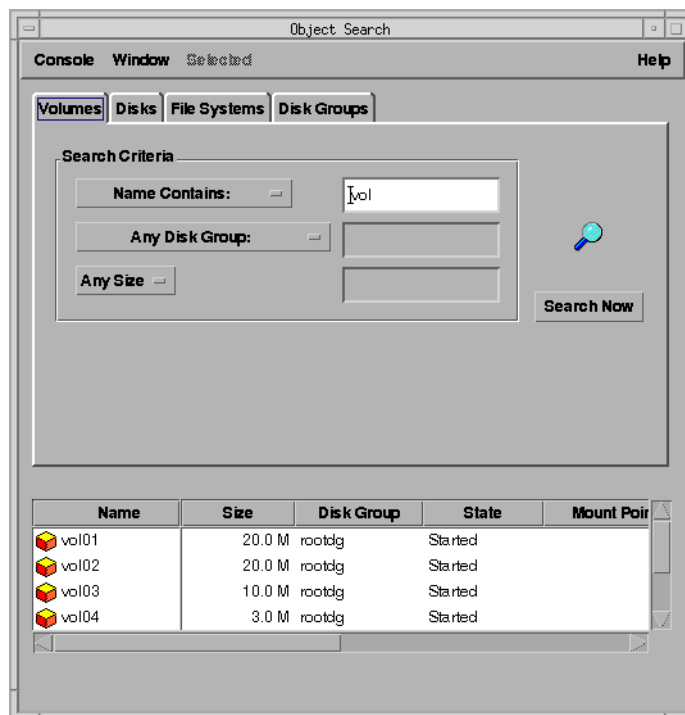 Object Search
Console Window Selected Help
Volumes Disks File Systems Disk Groups
Search Criteria
Name Contains: vol
Any Disk Group:
Any Size
Search Now
Name Size Disk Group State Mount Poin
vol01 20.0 M rootdg Started
vol02 20.0 M rootdg Started
vol03 10.0 M rootdg Started
vol04 3.0 M rootdg Started